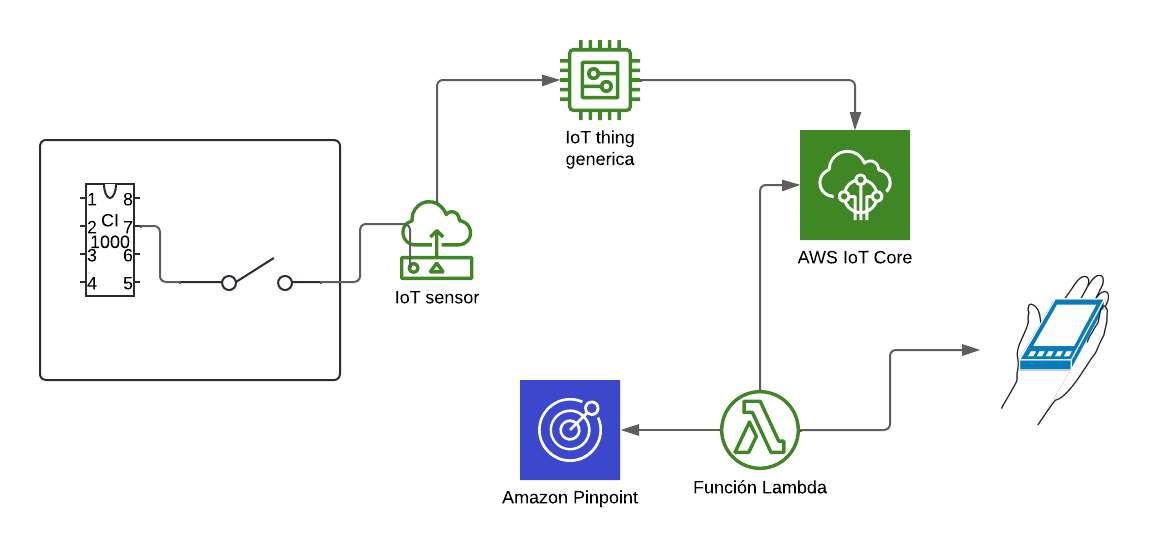 IoT thing
generica
1 8
CI
2 7
1000
3 6
4 5
AWS IoT Core
IoT sensor
Amazon Pinpoint
Función Lambda